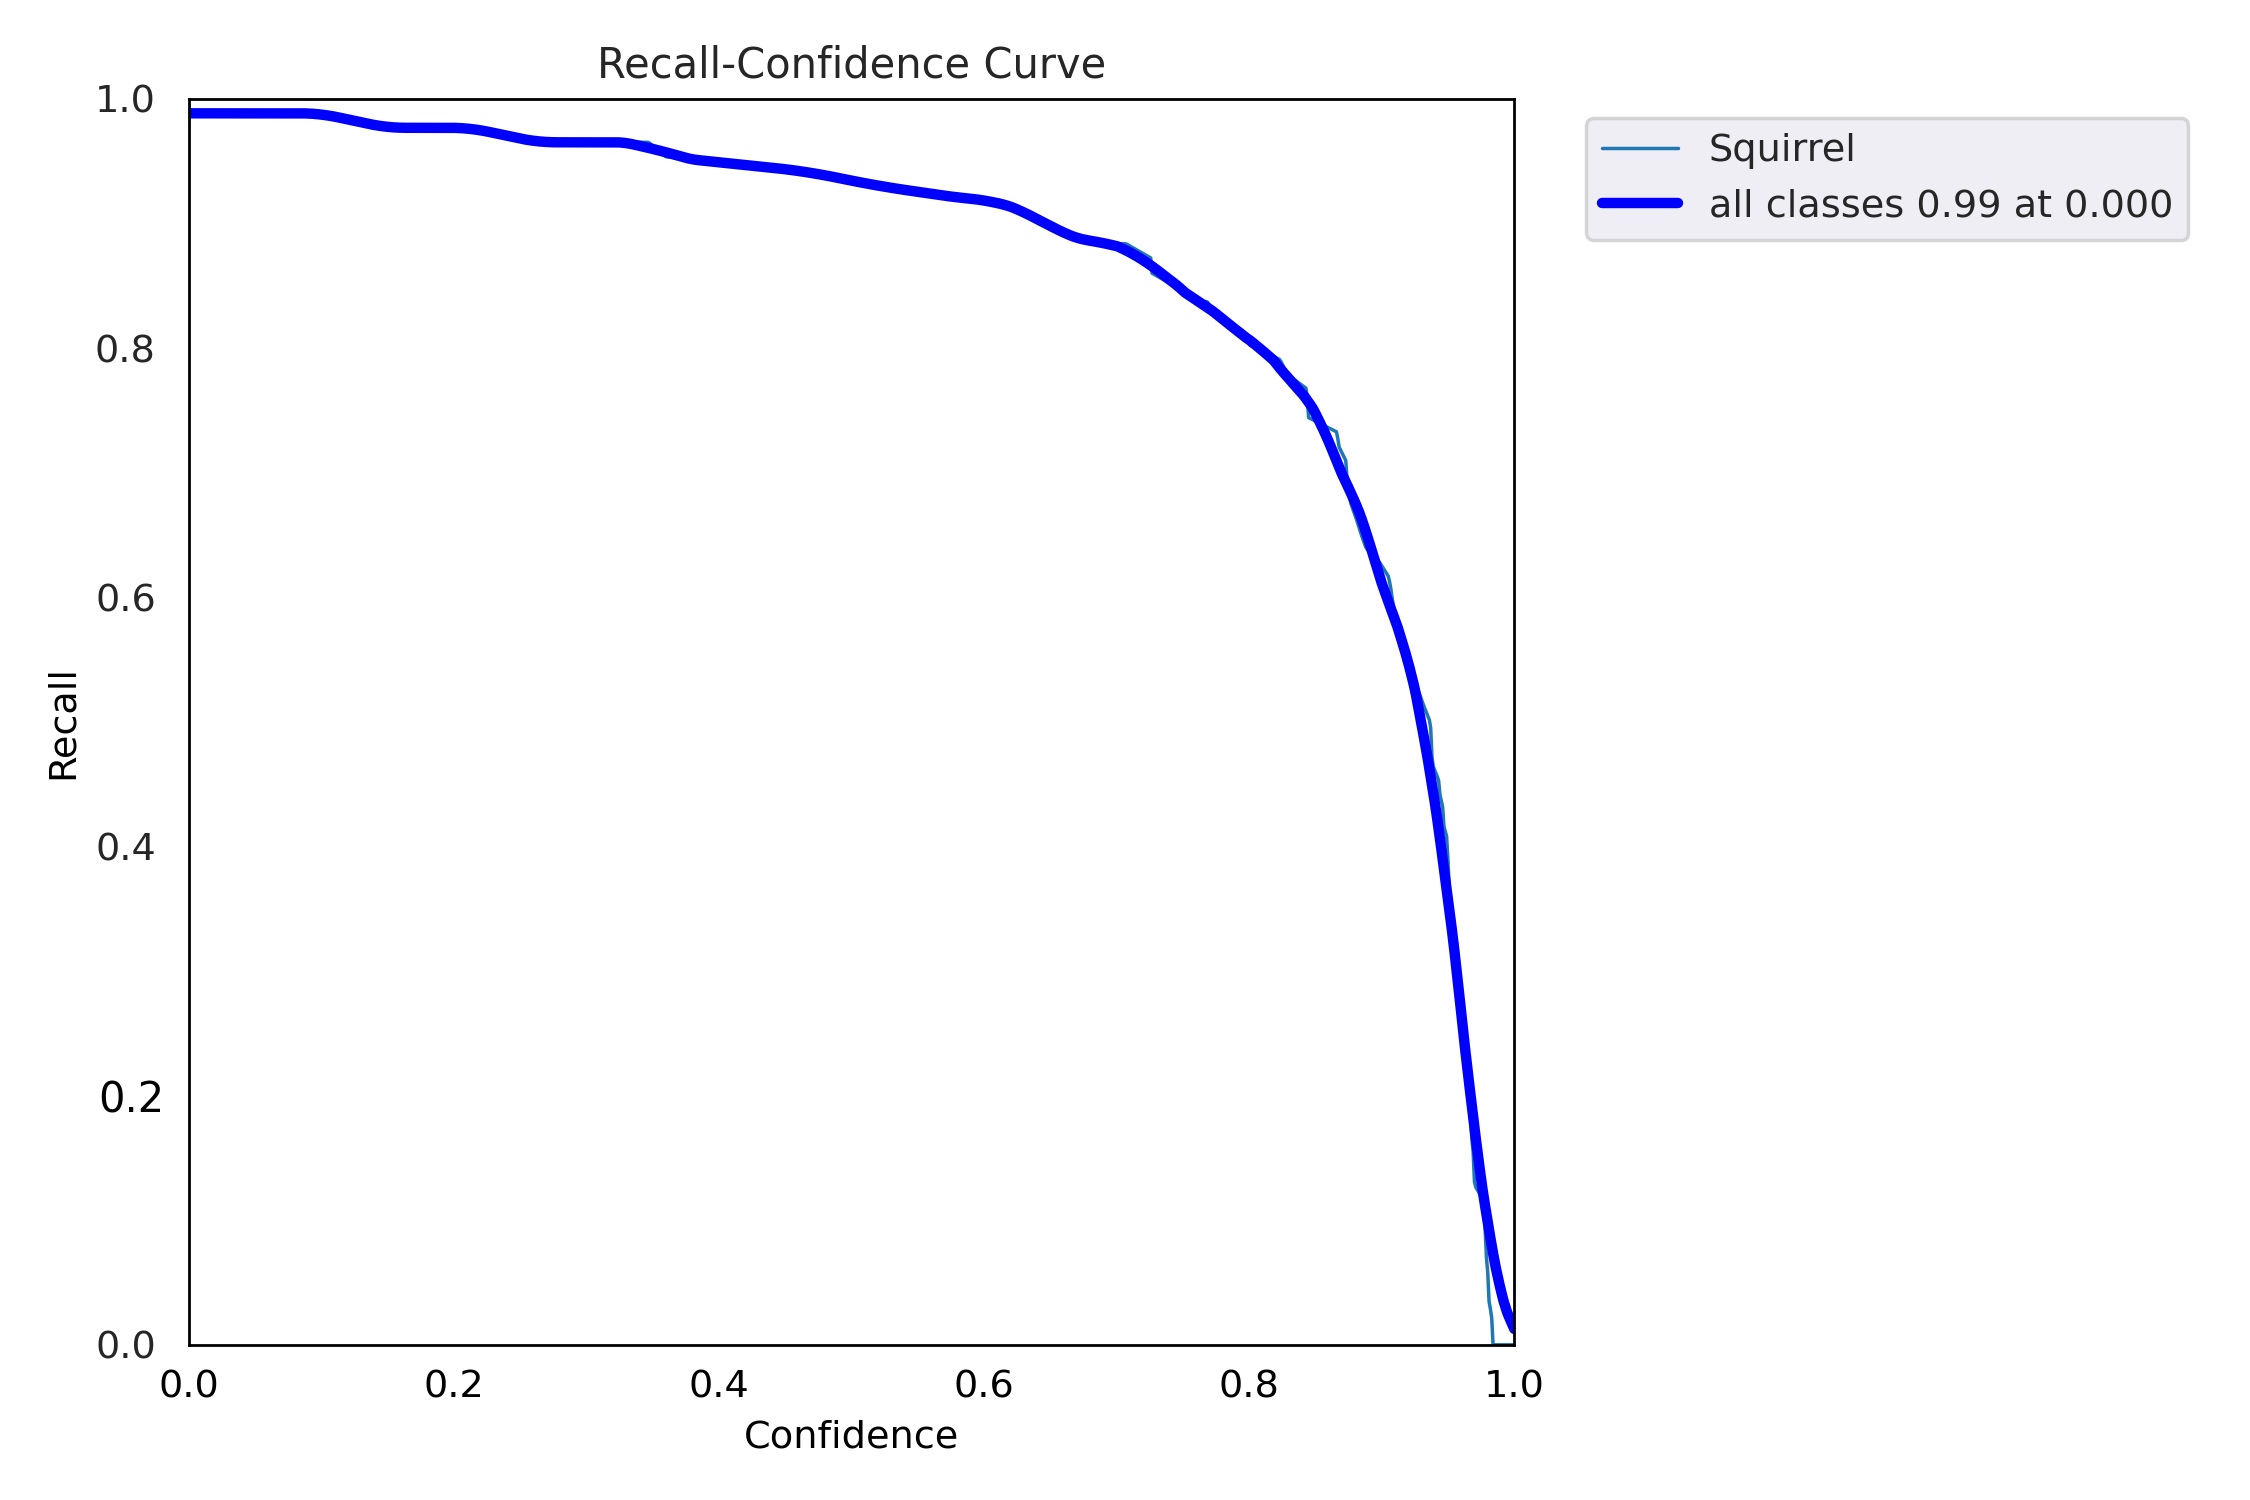 Recall-Confidence Curve
1.0
0.8
0.6
0.4
0.2
0.0
Recall
0.0 0.2 0.4 0.6 0.8 1.0
Confidence
Squirrel
all classes 0.99 at 0.000